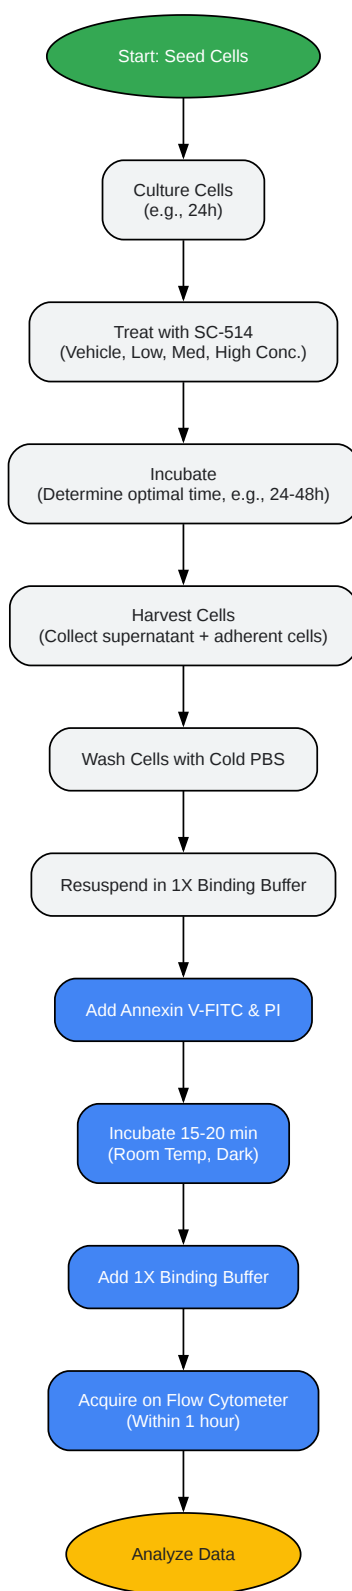 Start: Seed Cells
Culture Cells
(e.g., 24h)
Treat with SC-514
(Vehicle, Low, Med, High Conc.)
Incubate
(Determine optimal time, e.g., 24-48h)
Harvest Cells
(Collect supernatant + adherent cells)
Wash Cells with Cold PBS
Resuspend in 1X Binding Buffer
Add Annexin V-FITC & PI
Incubate 15-20 min
(Room Temp, Dark)
Add 1X Binding Buffer
Acquire on Flow Cytometer
(Within 1 hour)
Analyze Data